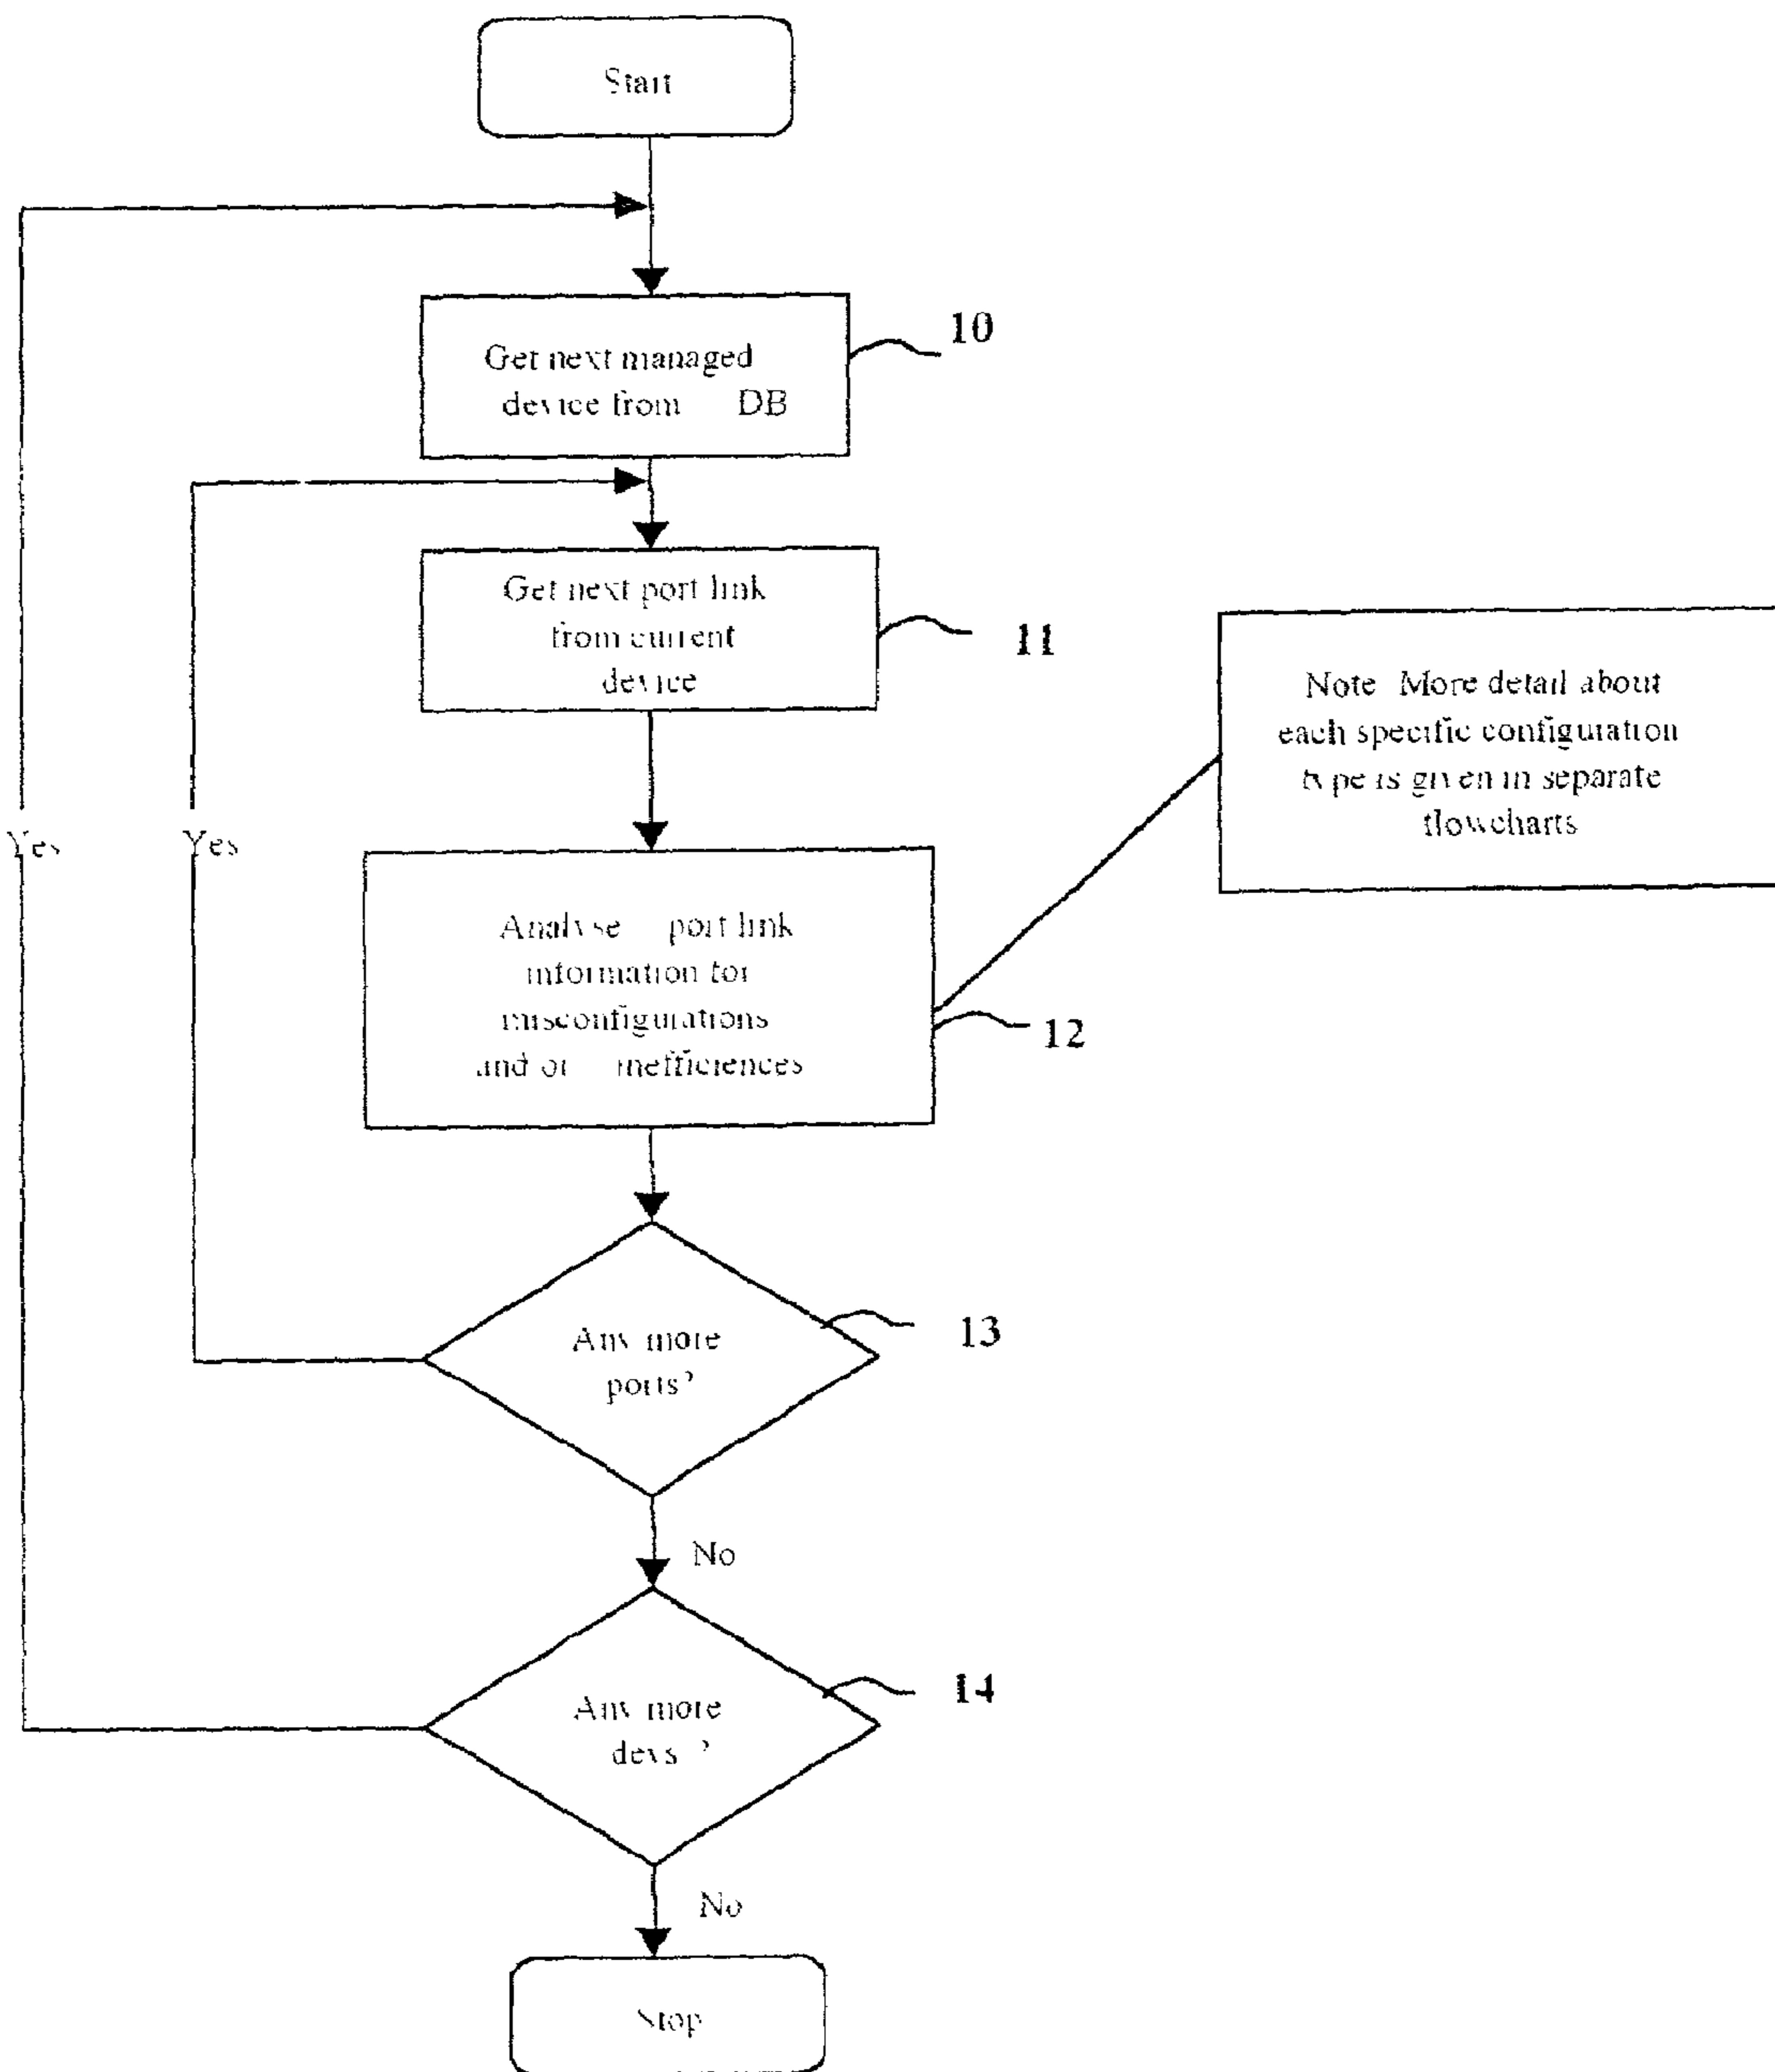 Start
Get next managed
device from DB
10
Get next port link
from current
device
11
Note More detail about
each specific configuration
type is given in separate
flowcharts
Yes
Yes
Analyse port link
information for
misconfigurations
and or inefficiences
12
Any more
ports?
13
No
Any more
devs ?
14
No
Stop